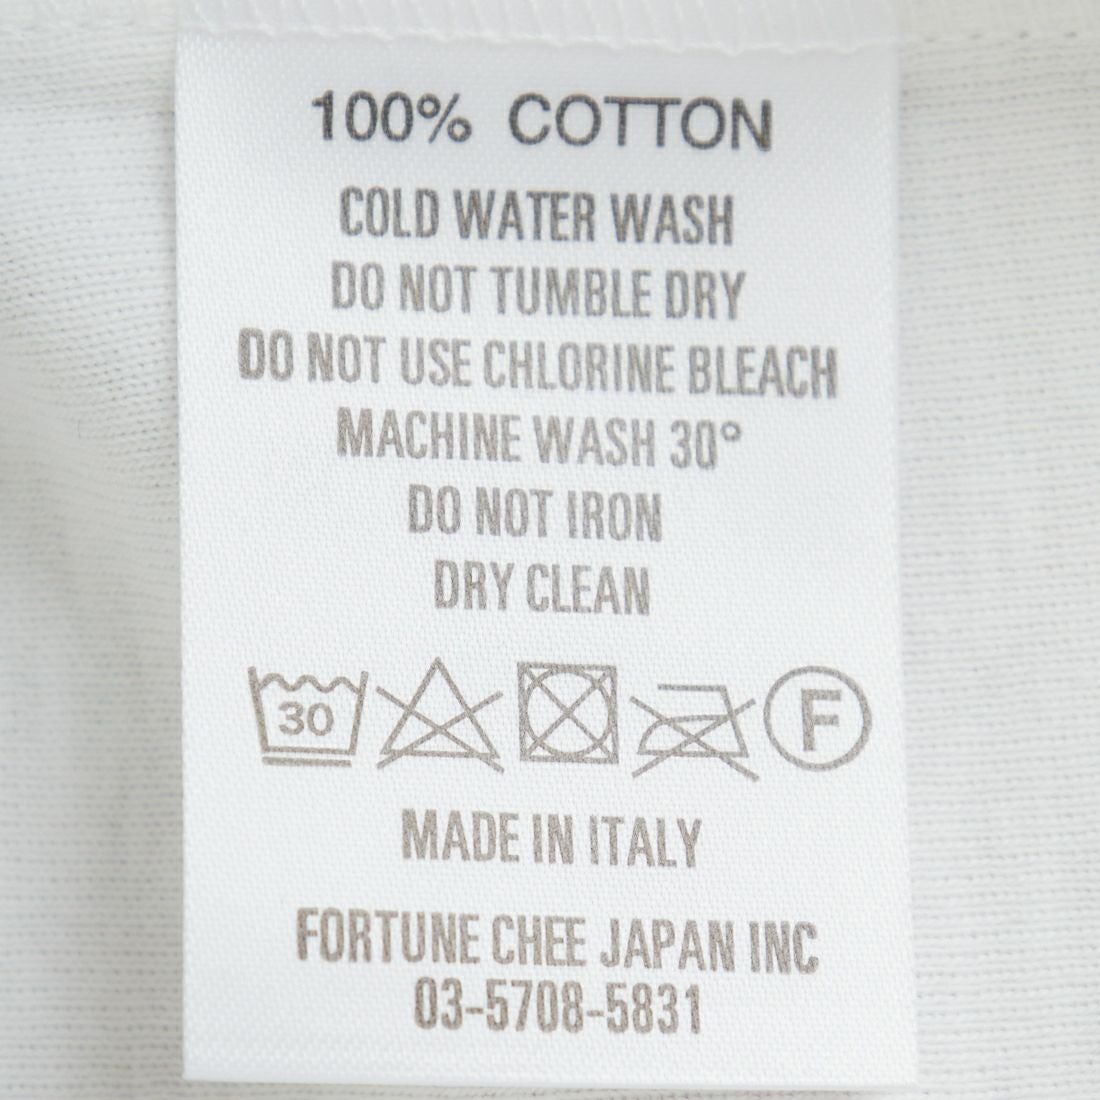 100% COTTON
COLD WATER WASH
DO NOT TUMBLE DRY
DO NOT USE CHLORINE BLEACH
MACHINE WASH 30°
DO NOT IRON
DRY CLEAN
30 F
MADE IN ITALY
FORTUNE CHEE JAPAN INC
03-5708-5831